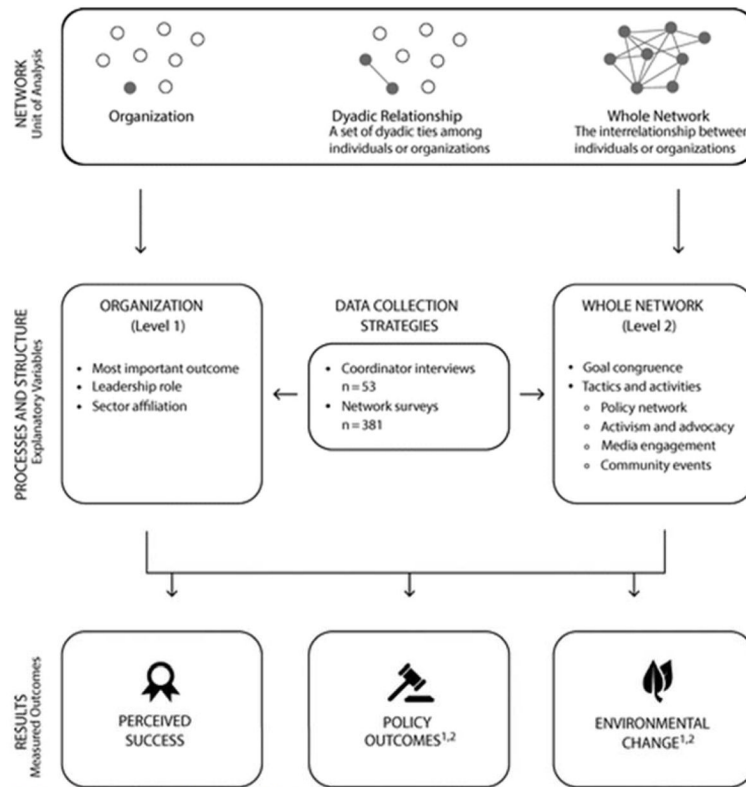 NETWORK
Unit of Analysis
Organization
Dyadic Relationship
A set of dyadic ties among
individuals or organizations
Whole Network
The interrelationship between
individuals or organizations
PROCESSES AND STRUCTURE
Explanatory Variables
ORGANIZATION
(Level 1)
• Most important outcome
• Leadership role
• Sector affiliation
DATA COLLECTION
STRATEGIES
• Coordinator interviews
n = 53
• Network surveys
n = 381
WHOLE NETWORK
(Level 2)
• Goal congruence
• Tactics and activities
○ Policy network
○ Activism and advocacy
○ Media engagement
○ Community events
RESULTS
Measured Outcomes
PERCEIVED
SUCCESS
POLICY
OUTCOMES¹,²
ENVIRONMENTAL
CHANGE¹,²